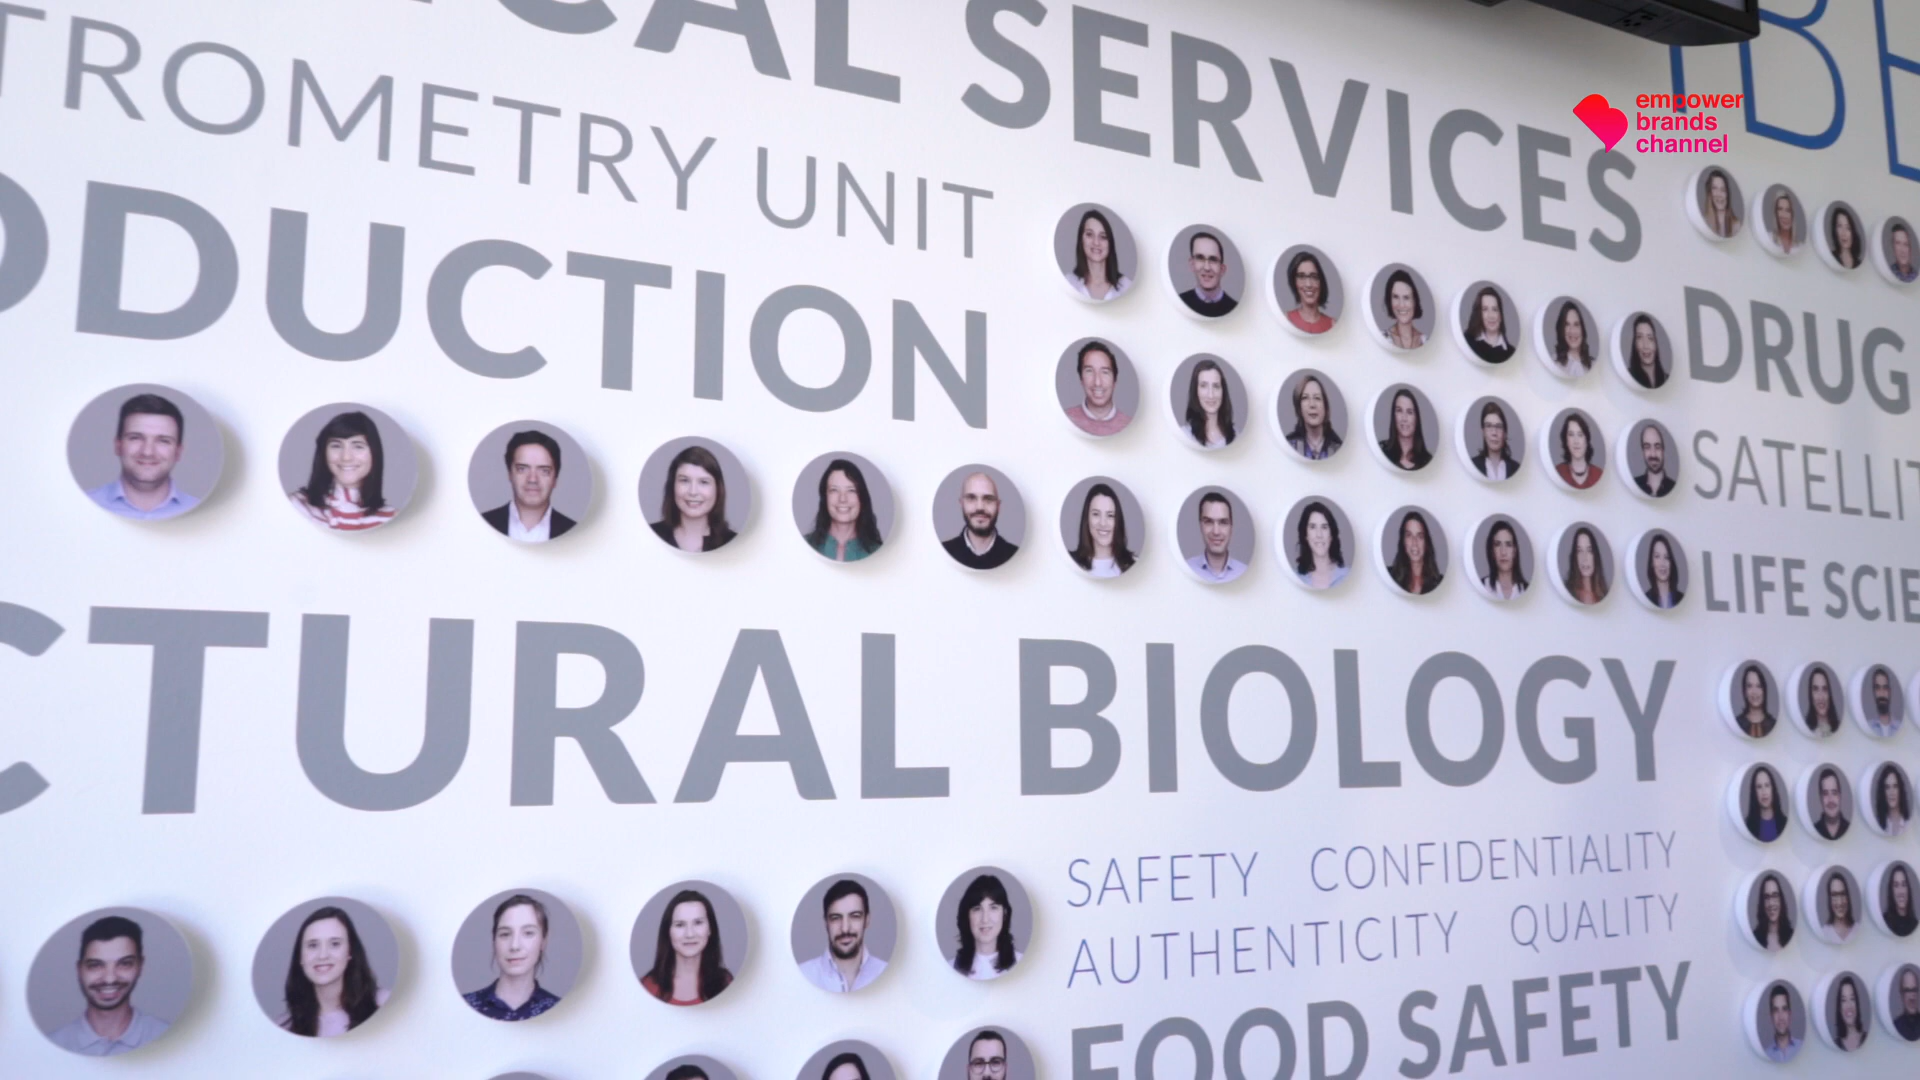 CAL SERVICES
empower
brands
channel
TROMETRY UNIT
DUCTION
DRUG
SATELLIT
LIFE SCIE
CTURAL BIOLOGY
SAFETY CONFIDENTIALITY
AUTHENTICITY QUALITY
FOOD SAFETY